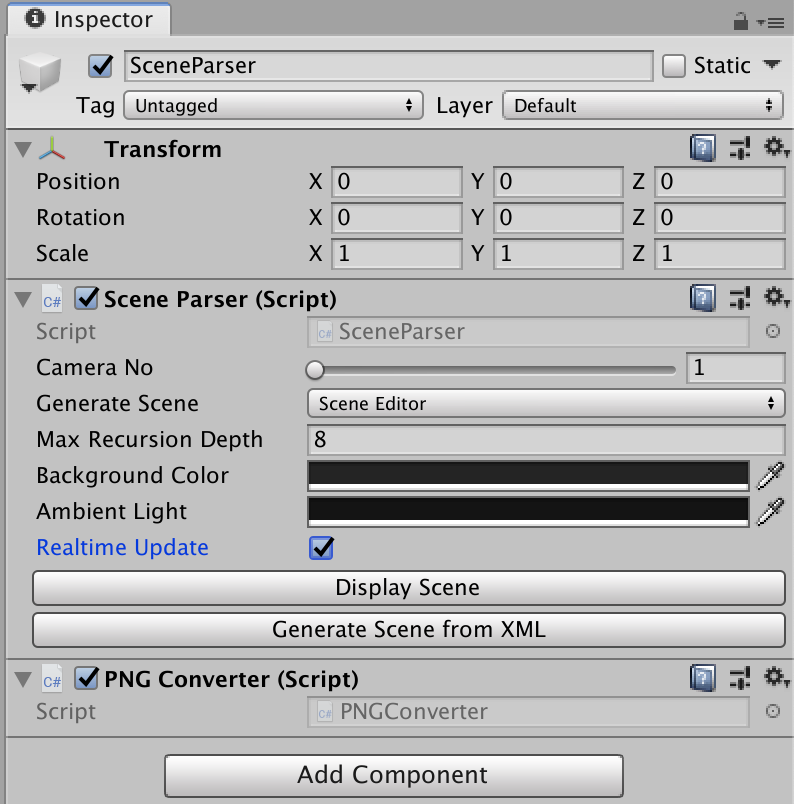 Inspector
SceneParser Static
Tag Untagged Layer Default
Transform
Position X 0 Y 0 Z 0
Rotation X 0 Y 0 Z 0
Scale X 1 Y 1 Z 1
C# Scene Parser (Script)
Script C# SceneParser
Camera No 1
Generate Scene Scene Editor
Max Recursion Depth 8
Background Color
Ambient Light
Realtime Update
Display Scene
Generate Scene from XML
C# PNG Converter (Script)
Script C# PNGConverter
Add Component